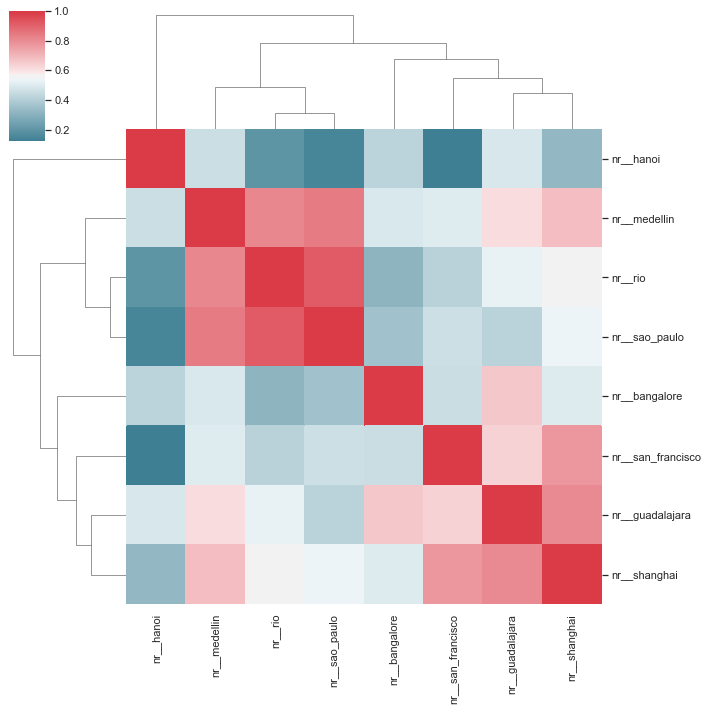 1.0
0.8
0.6
0.4
0.2
nr__hanoi
nr__medellin
nr__rio
nr__sao_paulo
nr__bangalore
nr__san_francisco
nr__guadalajara
nr__shanghai
nr__hanoi
nr__medellin
nr__rio
nr__sao_paulo
nr__bangalore
nr__san_francisco
nr__guadalajara
nr__shanghai